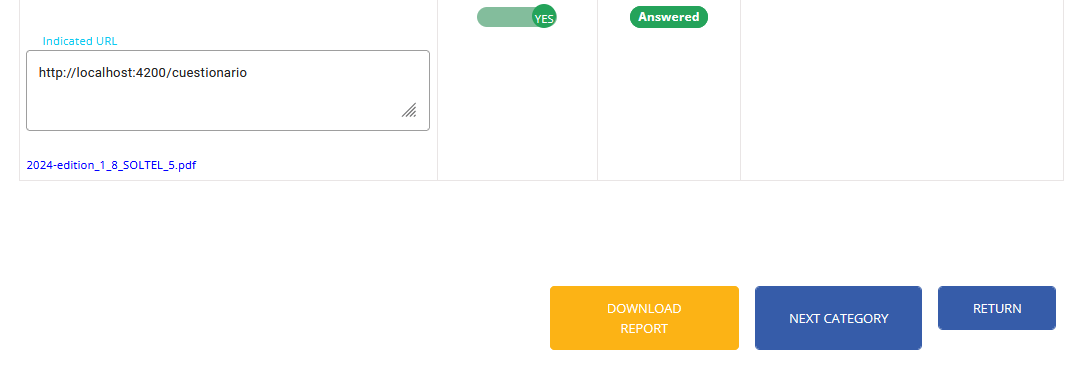 YES
Answered
Indicated URL
http://localhost:4200/cuestionario
2024-edition_1_8_SOLTEL_5.pdf
DOWNLOAD
REPORT
NEXT CATEGORY
RETURN